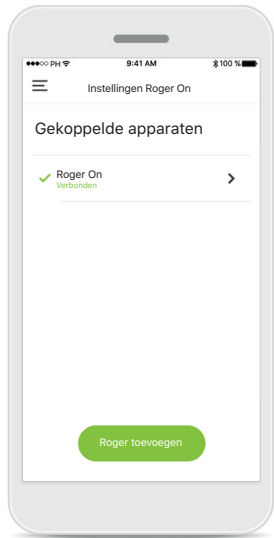 ●●●○○ PH 9:41 AM 100 %
Instellingen Roger On
Gekoppelde apparaten
Roger On
Verbonden
Roger toevoegen